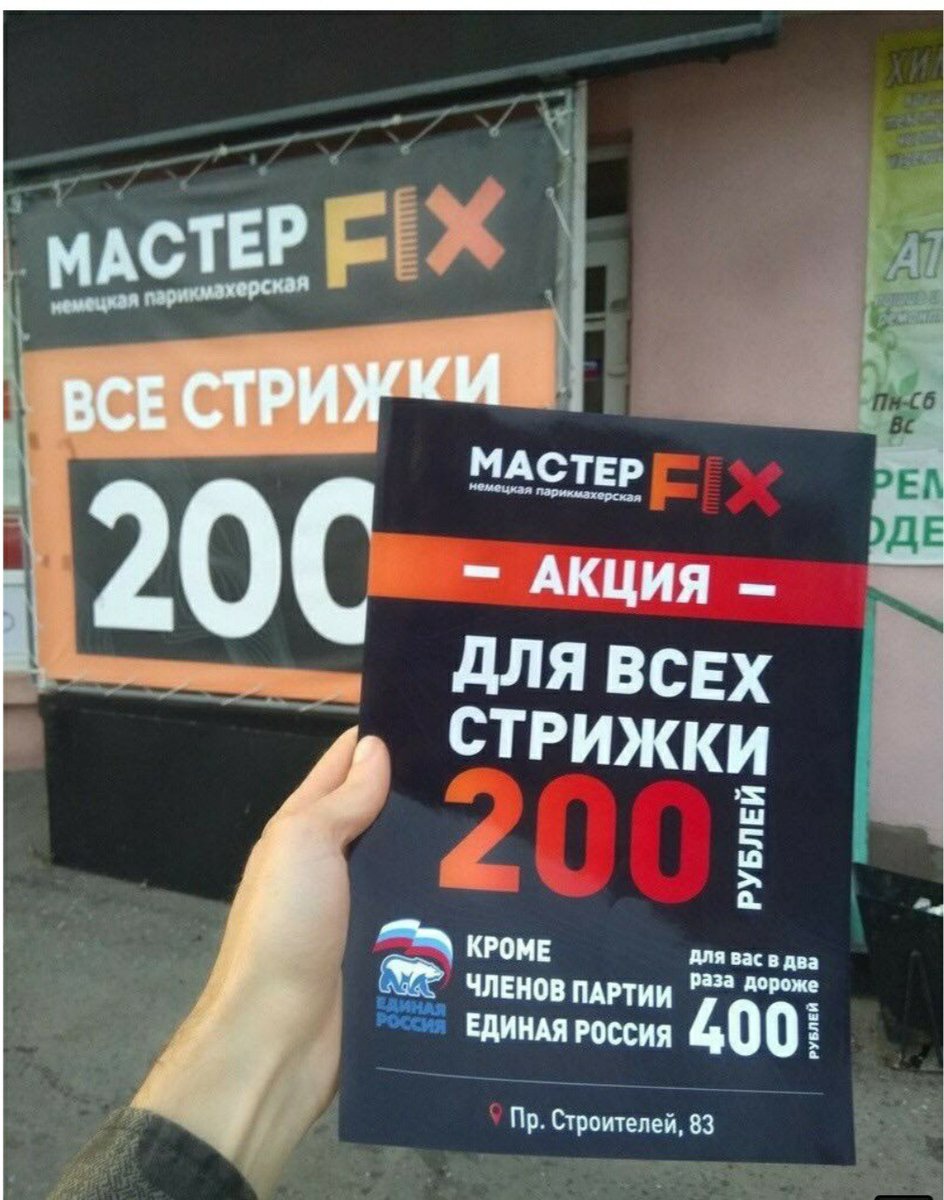 МАСТЕР FIX
немецкая парикмахерская
ВСЕ СТРИЖКИ
200
АТ
Пн-Сб
Вс
МАСТЕР FIX
немецкая парикмахерская
- АКЦИЯ -
ДЛЯ ВСЕХ
СТРИЖКИ
200 РУБЛЕЙ
ЕДИНАЯ
РОССИЯ
КРОМЕ
ЧЛЕНОВ ПАРТИИ
ЕДИНАЯ РОССИЯ
для вас в два
раза дороже
400 РУБЛЕЙ
Пр. Строителей, 83